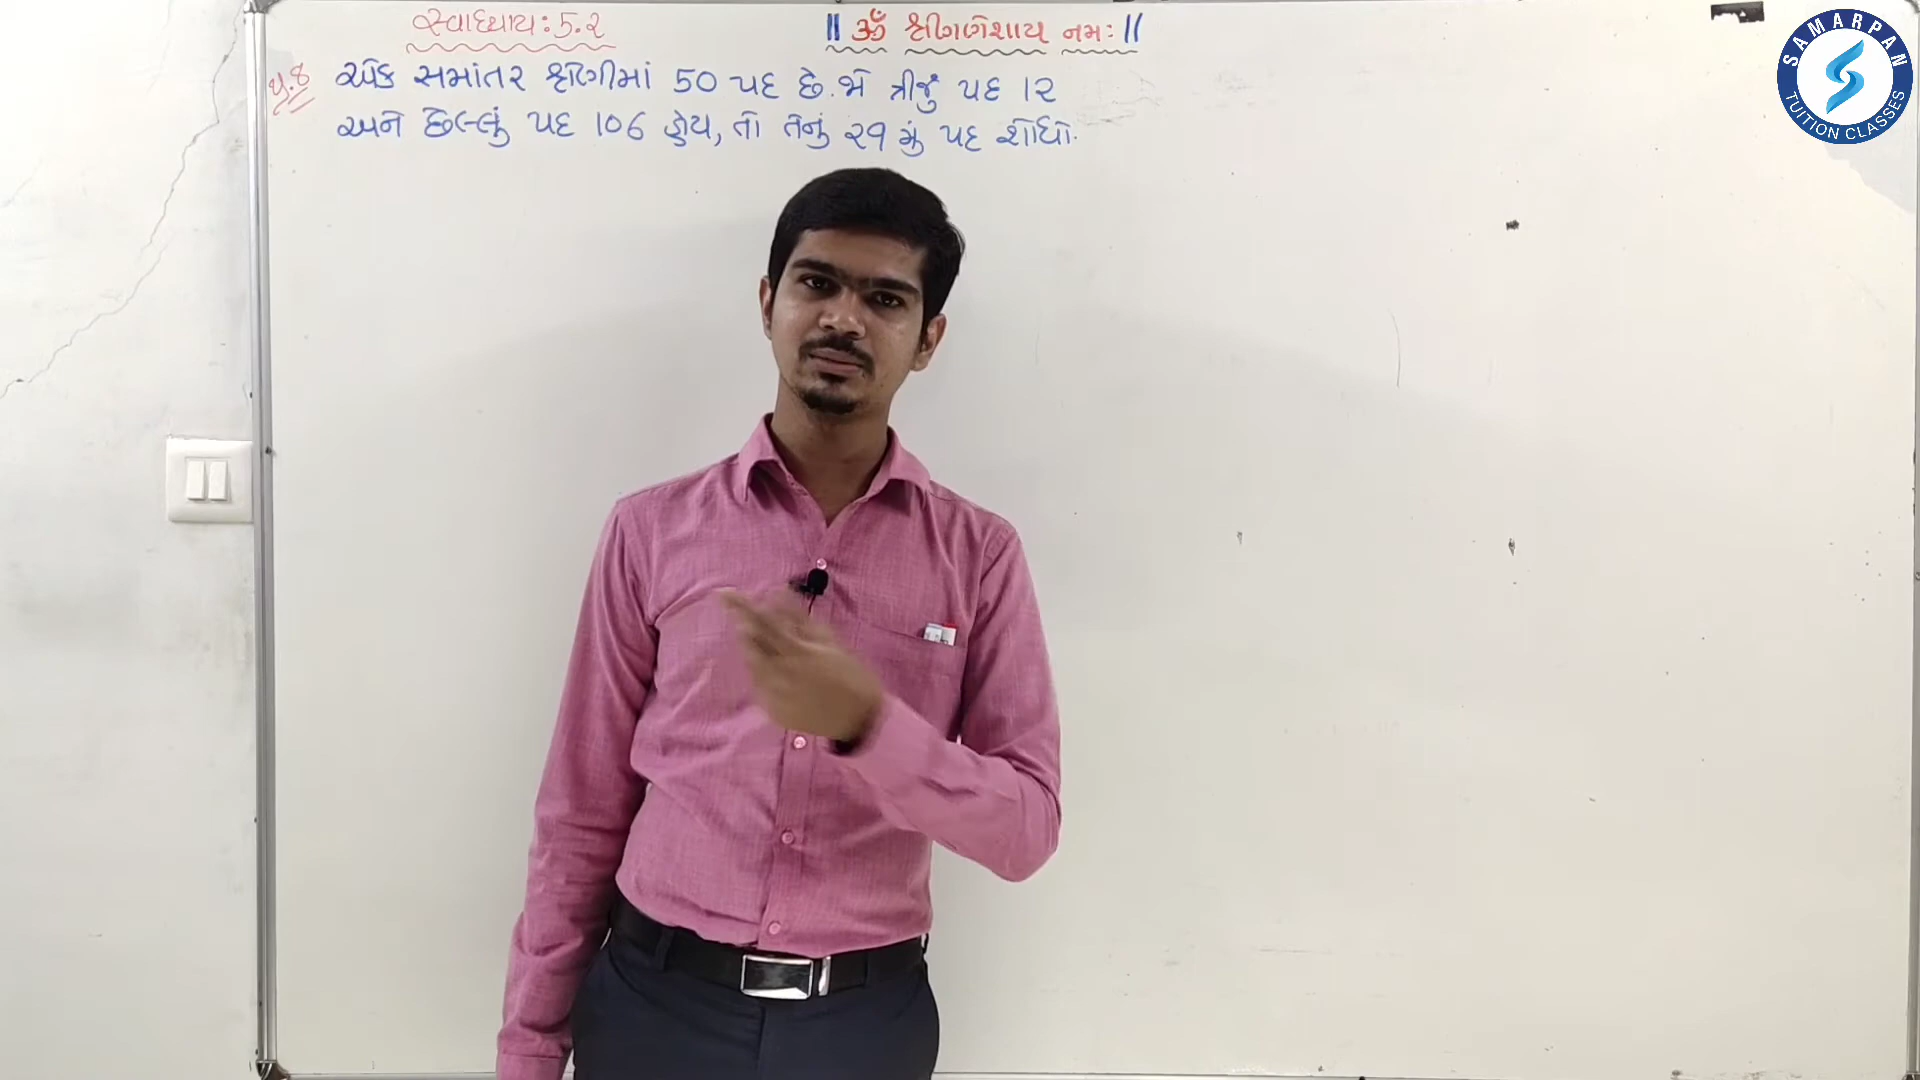 સ્વાધ્યાય : 5.2
|| ૐ શ્રી ગણેશાય નમઃ ||
પ્ર.8 એક સમાંતર શ્રેણીમાં 50 પદ છે. જો ત્રીજું પદ 12
અને છેલ્લું પદ 106 હોય, તો તેનું 29 મું પદ શોધો.
SAMARPAN
TUITION CLASSES